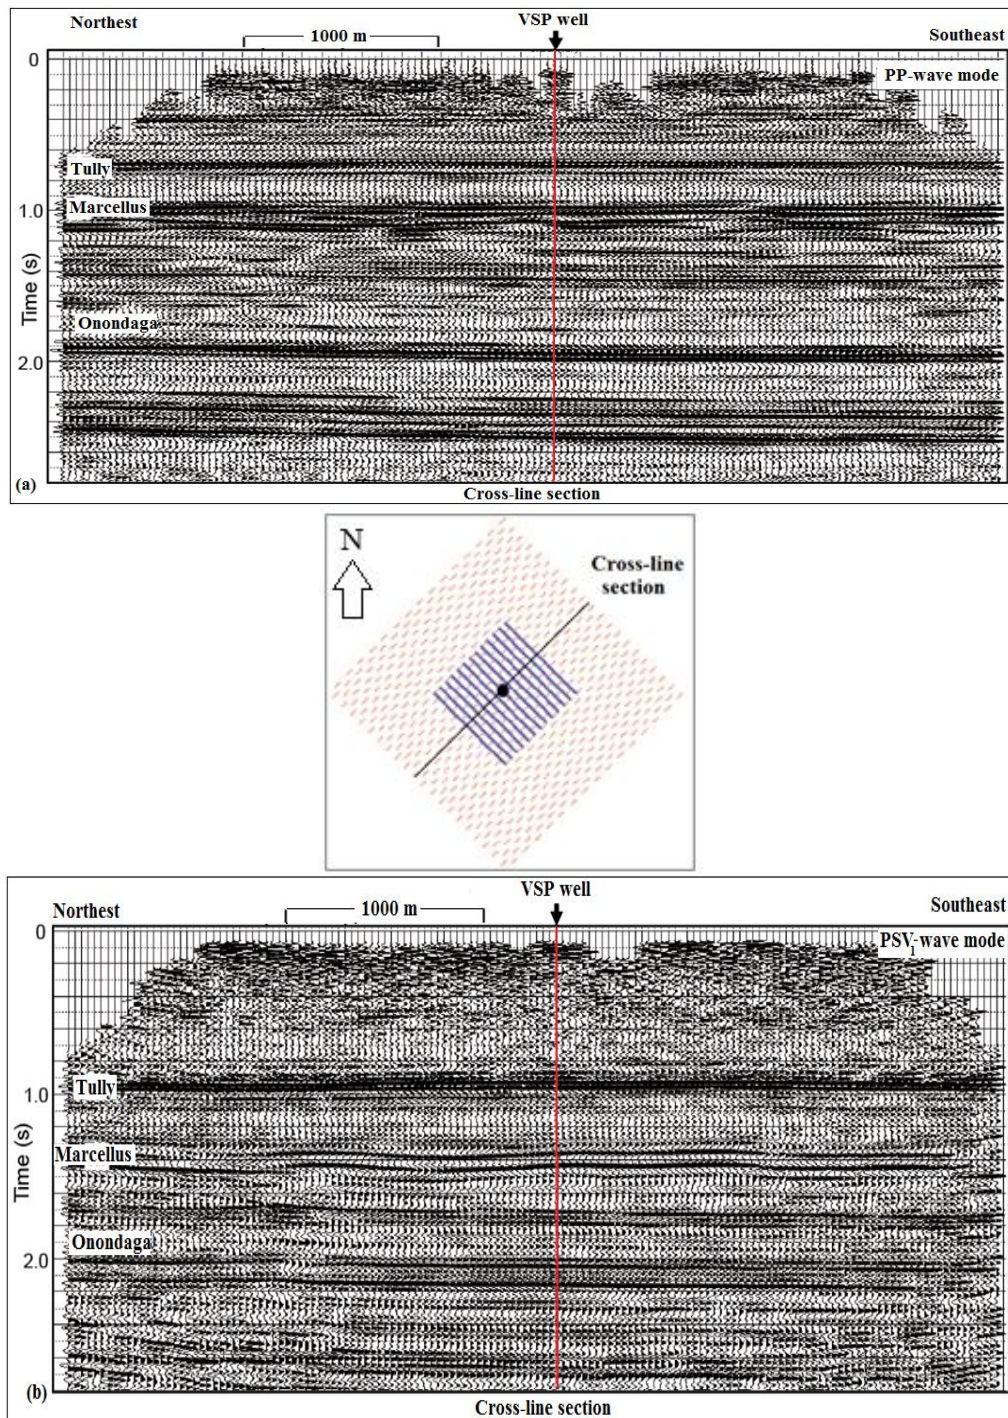 VSP well
Northest
1000 m
Southeast
0
PP-wave mode
Tully
Marcellus
1.0
Time (s)
Onondaga
2.0
(a)
Cross-line section
N
Cross-line
section
VSP well
Northest
1000 m
Southeast
0
PSV1-wave mode
Tully
1.0
Marcellus
Time (s)
Onondaga
2.0
(b)
Cross-line section